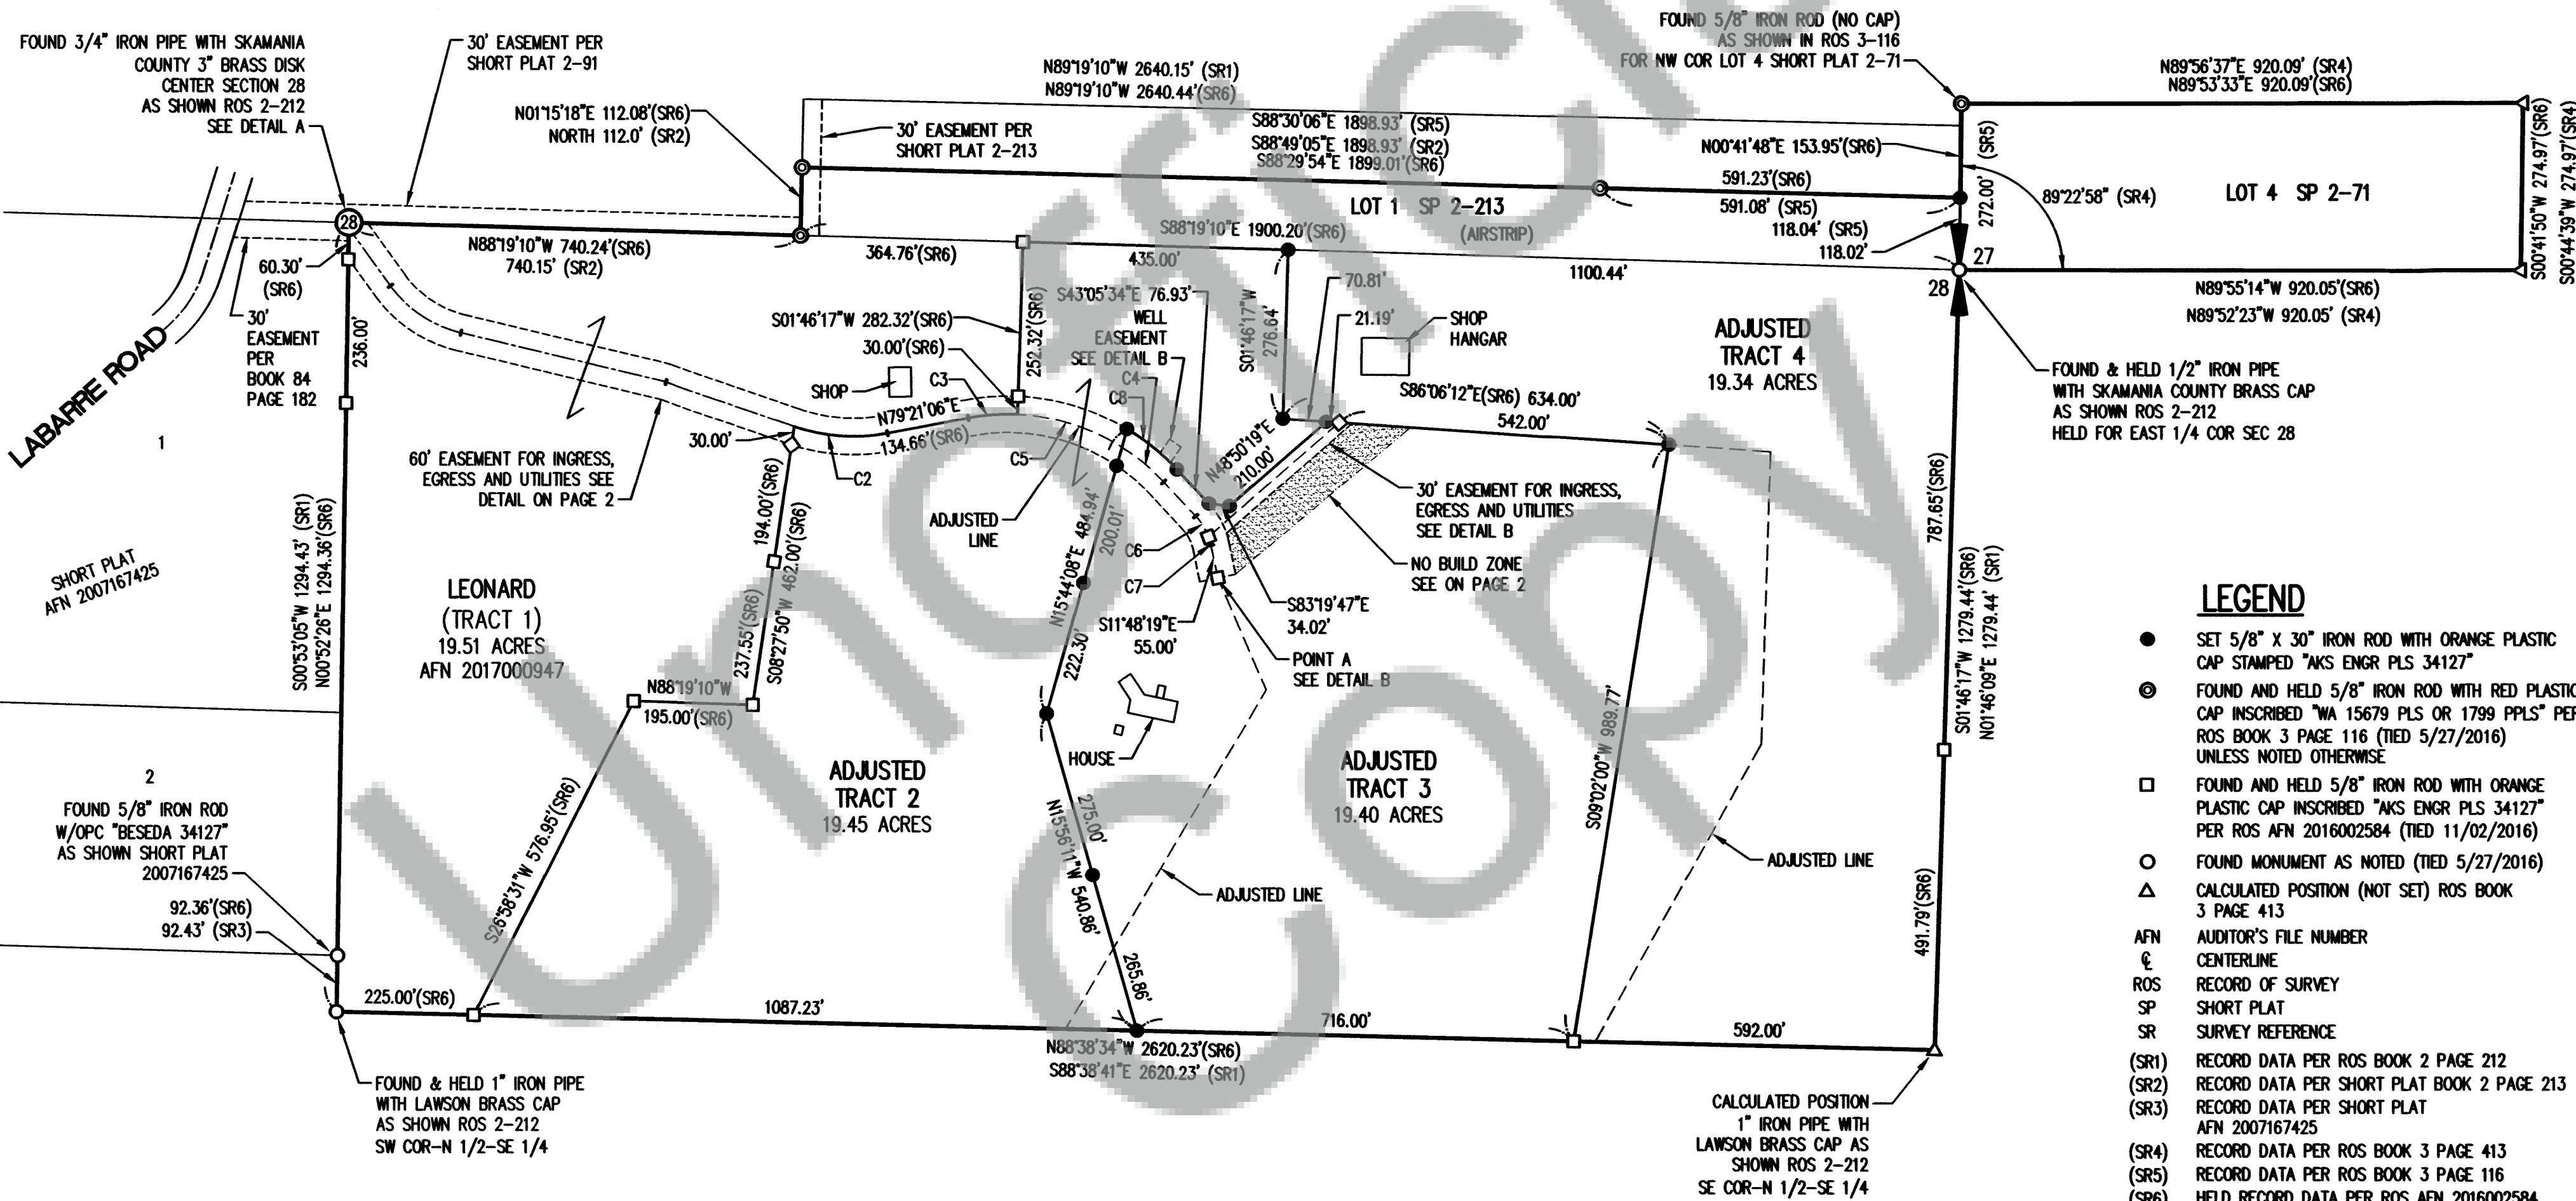 FOUND 3/4" IRON PIPE WITH SKAMANIA
COUNTY 3" BRASS DISK
CENTER SECTION 28
AS SHOWN ROS 2-212
SEE DETAIL A
30' EASEMENT PER
SHORT PLAT 2-91
N01°15'18"E 112.08'(SR6)
NORTH 112.0' (SR2)
30' EASEMENT PER
SHORT PLAT 2-213
N89°19'10"W 2640.15' (SR1)
N89°19'10"W 2640.44'(SR6)
S88°30'06"E 1898.93' (SR5)
S88°49'05"E 1898.93' (SR2)
S88°29'54"E 1899.01'(SR6)
FOUND 5/8" IRON ROD (NO CAP)
AS SHOWN IN ROS 3-116
FOR NW COR LOT 4 SHORT PLAT 2-71
N89°56'37"E 920.09' (SR4)
N89°53'33"E 920.09'(SR6)
N00°41'48"E 153.95'(SR6)
272.00'
(SR5)
89°22'58" (SR4)
LOT 4 SP 2-71
S00°41'50"W 274.97'(SR6)
S00°44'39"W 274.97'(SR4)
591.23'(SR6)
591.08' (SR5)
118.04' (SR5)
118.02'
LOT 1 SP 2-213
(AIRSTRIP)
S88°19'10"E 1900.20'(SR6)
28
27
28
N89°55'14"W 920.05'(SR6)
N89°52'23"W 920.05' (SR4)
N88°19'10"W 740.24'(SR6)
740.15' (SR2)
364.76'(SR6)
435.00'
1100.44'
60.30'
(SR6)
30'
EASEMENT
PER
BOOK 84
PAGE 182
236.00'
LABARRE ROAD
1
S01°46'17"W 282.32'(SR6)
30.00'(SR6)
252.32'(SR6)
S43°05'34"E 76.93'
WELL
EASEMENT
SEE DETAIL B
C4
C8
S01°46'17"W
276.64'
70.81'
21.19'
SHOP
HANGAR
ADJUSTED
TRACT 4
19.34 ACRES
S86°06'12"E(SR6) 634.00'
542.00'
FOUND & HELD 1/2" IRON PIPE
WITH SKAMANIA COUNTY BRASS CAP
AS SHOWN ROS 2-212
HELD FOR EAST 1/4 COR SEC 28
SHOP
C3
N79°21'06"E
134.66'(SR6)
30.00'
C2
C5
60' EASEMENT FOR INGRESS,
EGRESS AND UTILITIES SEE
DETAIL ON PAGE 2
ADJUSTED
LINE
N48°50'19"E
210.00'
30' EASEMENT FOR INGRESS,
EGRESS AND UTILITIES
SEE DETAIL B
C6
C7
NO BUILD ZONE
SEE ON PAGE 2
S83°19'47"E
34.02'
S11°48'19"E
55.00'
POINT A
SEE DETAIL B
194.00'(SR6)
237.55'(SR6)
S08°27'50"W 462.00'(SR6)
N15°44'08"E 484.94'
200.01'
222.30'
S00°53'05"W 1294.43' (SR1)
N00°52'26"E 1294.36'(SR6)
SHORT PLAT
AFN 2007167425
LEONARD
(TRACT 1)
19.51 ACRES
AFN 2017000947
N88°19'10"W
195.00'(SR6)
HOUSE
787.65'(SR6)
S01°46'17"W 1279.44'(SR6)
N01°46'09"E 1279.44' (SR1)
491.79'(SR6)
2
FOUND 5/8" IRON ROD
W/OPC "BESEDA 34127"
AS SHOWN SHORT PLAT
2007167425
92.36'(SR6)
92.43' (SR3)
S26°58'31"W 576.95'(SR6)
ADJUSTED
TRACT 2
19.45 ACRES
275.00'
N15°56'11"W 540.86'
265.86'
ADJUSTED LINE
ADJUSTED
TRACT 3
19.40 ACRES
S09°02'00"W 989.77'
ADJUSTED LINE
225.00'(SR6)
1087.23'
716.00'
592.00'
N88°38'34"W 2620.23'(SR6)
S88°38'41"E 2620.23' (SR1)
FOUND & HELD 1" IRON PIPE
WITH LAWSON BRASS CAP
AS SHOWN ROS 2-212
SW COR-N 1/2-SE 1/4
CALCULATED POSITION
1" IRON PIPE WITH
LAWSON BRASS CAP AS
SHOWN ROS 2-212
SE COR-N 1/2-SE 1/4
LEGEND
SET 5/8" X 30" IRON ROD WITH ORANGE PLASTIC
CAP STAMPED "AKS ENGR PLS 34127"
FOUND AND HELD 5/8" IRON ROD WITH RED PLASTIC
CAP INSCRIBED "WA 15679 PLS OR 1799 PPLS" PER
ROS BOOK 3 PAGE 116 (TIED 5/27/2016)
UNLESS NOTED OTHERWISE
FOUND AND HELD 5/8" IRON ROD WITH ORANGE
PLASTIC CAP INSCRIBED "AKS ENGR PLS 34127"
PER ROS AFN 2016002584 (TIED 11/02/2016)
FOUND MONUMENT AS NOTED (TIED 5/27/2016)
CALCULATED POSITION (NOT SET) ROS BOOK
3 PAGE 413
AFN AUDITOR'S FILE NUMBER
℄ CENTERLINE
ROS RECORD OF SURVEY
SP SHORT PLAT
SR SURVEY REFERENCE
(SR1) RECORD DATA PER ROS BOOK 2 PAGE 212
(SR2) RECORD DATA PER SHORT PLAT BOOK 2 PAGE 213
(SR3) RECORD DATA PER SHORT PLAT
AFN 2007167425
(SR4) RECORD DATA PER ROS BOOK 3 PAGE 413
(SR5) RECORD DATA PER ROS BOOK 3 PAGE 116
(SR6) HELD RECORD DATA PER ROS AFN 2016002584
Copy